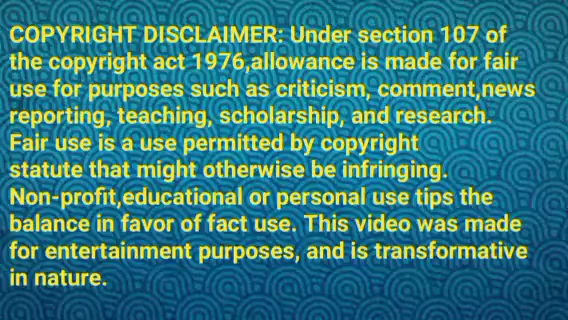 COPYRIGHT DISCLAIMER: Under section 107 of
the copyright act 1976,allowance is made for fair
use for purposes such as criticism, comment,news
reporting, teaching, scholarship, and research.
Fair use is a use permitted by copyright
statute that might otherwise be infringing.
Non-profit,educational or personal use tips the
balance in favor of fact use. This video was made
for entertainment purposes, and is transformative
in nature.